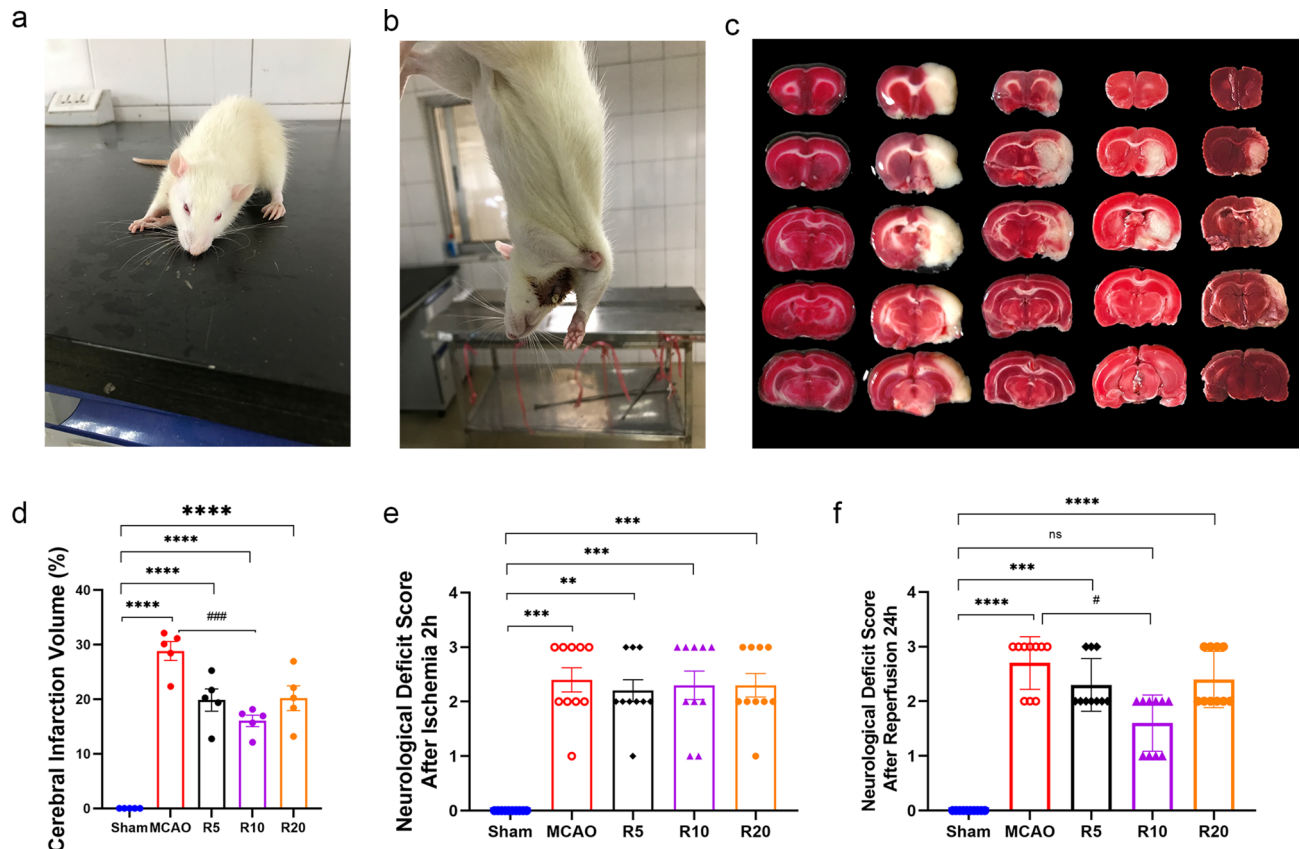 a
b
c
d
Cerebral Infarction Volume (%)
****
****
****
****
###
40
30
20
10
0
Sham MCAO R5 R10 R20
e
Neurological Deficit Score
After Ischemia 2h
***
***
**
***
4
3
2
1
0
Sham MCAO R5 R10 R20
f
Neurological Deficit Score
After Reperfusion 24h
****
ns
***
****
#
4
3
2
1
0
Sham MCAO R5 R10 R20